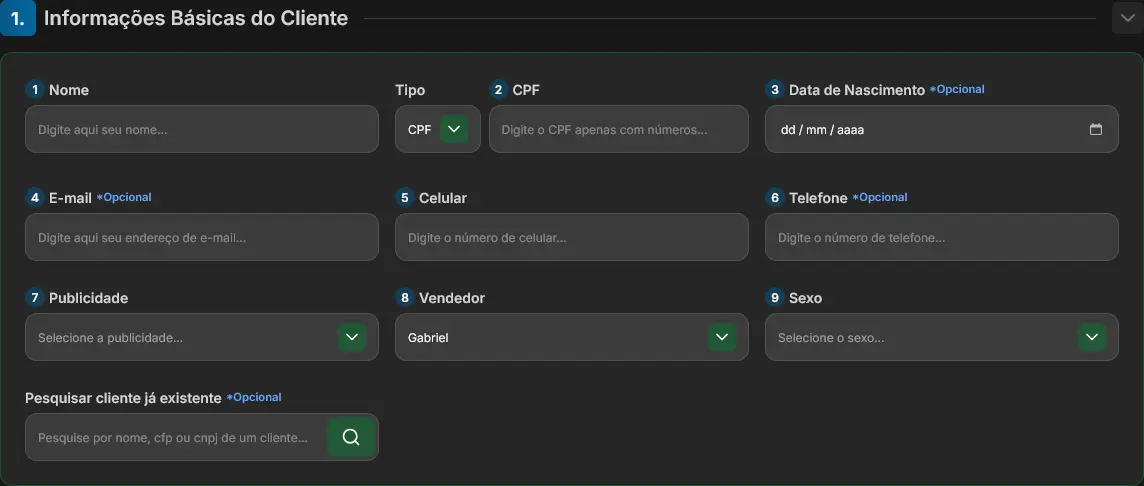 1. Informações Básicas do Cliente
1 Nome
Tipo
2 CPF
3 Data de Nascimento *Opcional
Digite aqui seu nome...
CPF
Digite o CPF apenas com números...
dd / mm / aaaa
4 E-mail *Opcional
5 Celular
6 Telefone *Opcional
Digite aqui seu endereço de e-mail...
Digite o número de celular...
Digite o número de telefone...
7 Publicidade
8 Vendedor
9 Sexo
Selecione a publicidade...
Gabriel
Selecione o sexo...
Pesquisar cliente já existente *Opcional
Pesquise por nome, cfp ou cnpj de um cliente...